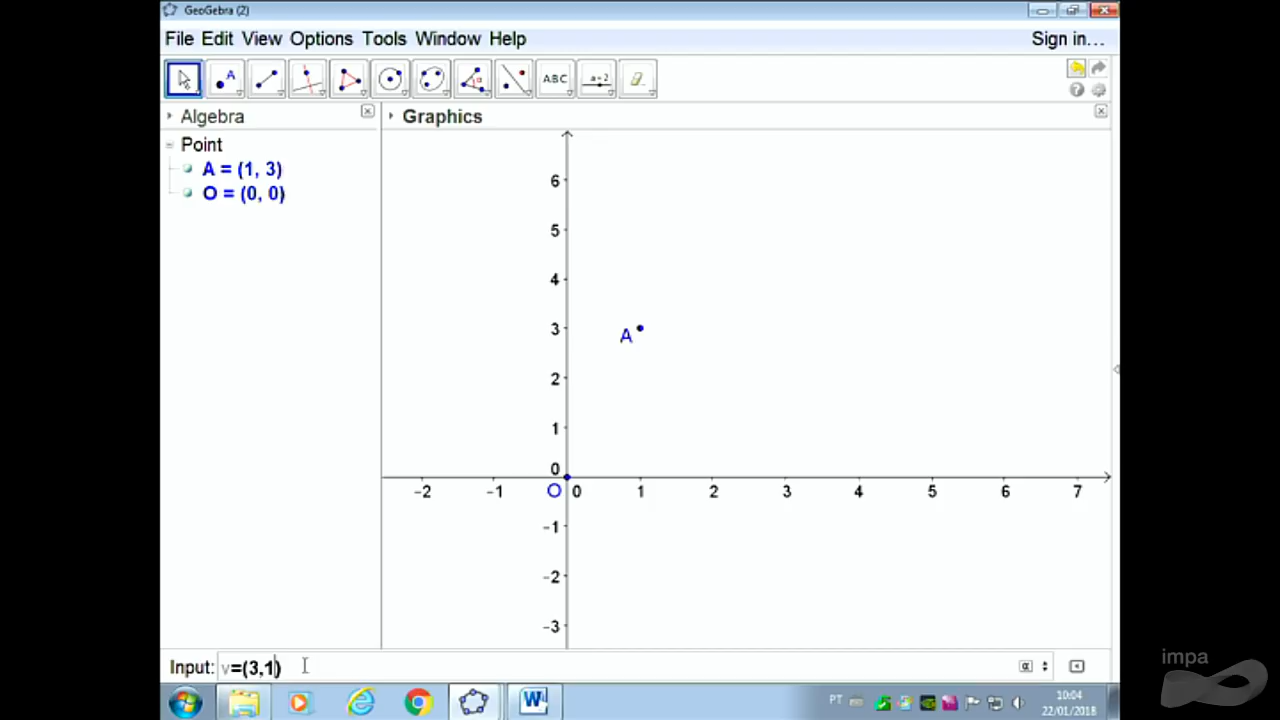 GeoGebra (2)
File Edit View Options Tools Window Help Sign in...
A ABC a=2
Algebra
Graphics
Point
A = (1, 3)
O = (0, 0)
6
5
4
3
A
2
1
0
O 0
-2 -1 1 2 3 4 5 6 7
-1
-2
-3
Input: v=(3,1)
α
impa
W
PT
10:04
22/01/2018